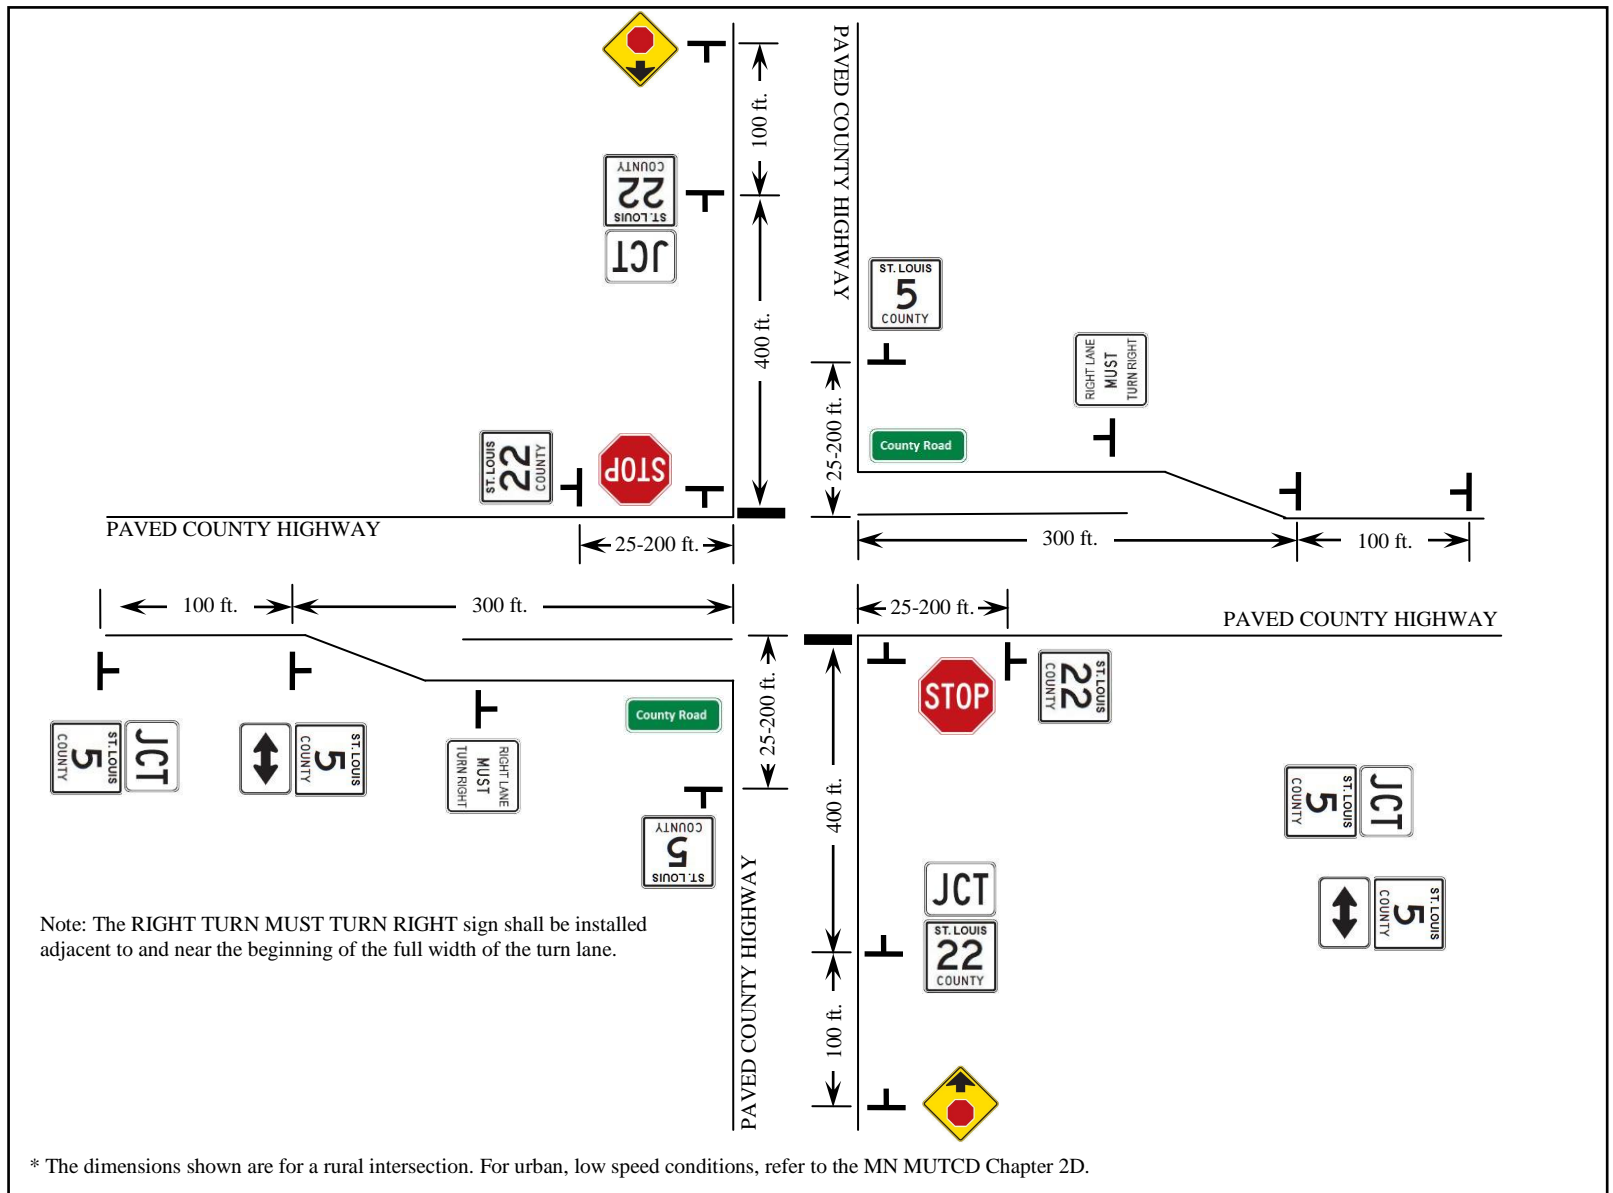 PAVED COUNTY HIGHWAY
100 ft.
COUNTY
22
ST. LOUIS
JCT
400 ft.
ST. LOUIS
5
COUNTY
RIGHT LANE
MUST
TURN RIGHT
25-200 ft.
County Road
ST. LOUIS
22
COUNTY
STOP
PAVED COUNTY HIGHWAY
25-200 ft.
300 ft.
100 ft.
100 ft.
300 ft.
25-200 ft.
PAVED COUNTY HIGHWAY
STOP
ST. LOUIS
22
COUNTY
County Road
25-200 ft.
JCT
ST. LOUIS
5
COUNTY
ST. LOUIS
5
COUNTY
RIGHT LANE
MUST
TURN RIGHT
400 ft.
JCT
ST. LOUIS
5
COUNTY
COUNTY
5
ST. LOUIS
PAVED COUNTY HIGHWAY
JCT
ST. LOUIS
22
COUNTY
ST. LOUIS
5
COUNTY
Note: The RIGHT TURN MUST TURN RIGHT sign shall be installed
adjacent to and near the beginning of the full width of the turn lane.
100 ft.
* The dimensions shown are for a rural intersection. For urban, low speed conditions, refer to the MN MUTCD Chapter 2D.